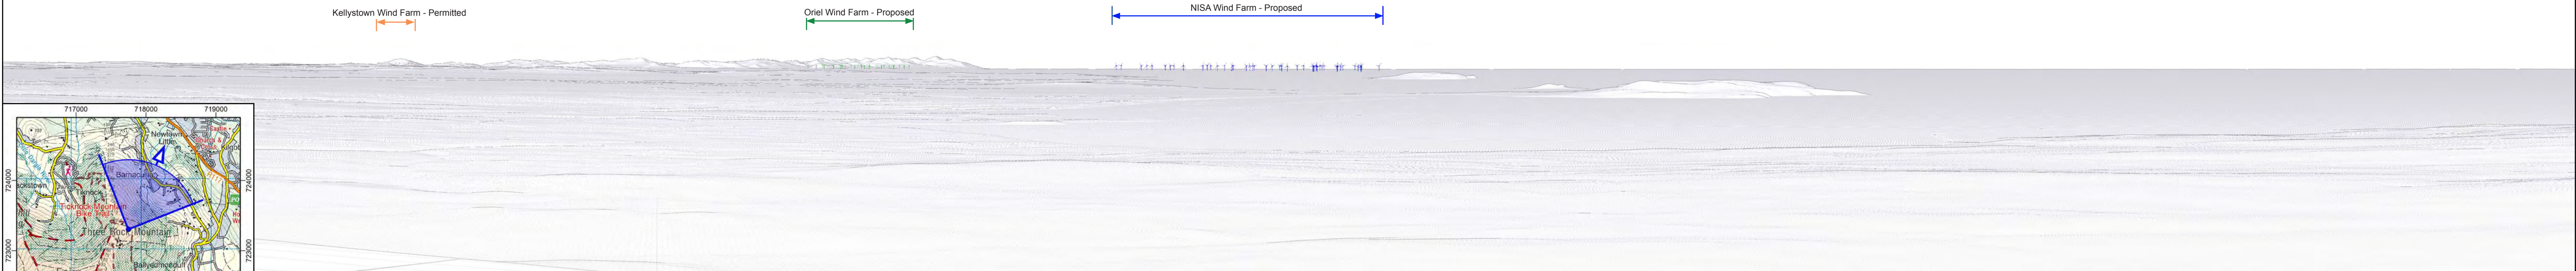 Kellystown Wind Farm - Permitted
Oriel Wind Farm - Proposed
NISA Wind Farm - Proposed
717000 718000 719000
Newtown
Little
Barnacullia
724000 724000
Ticknock
Ticknock Mountain
Bike Trail
Three Rock Mountain
723000 723000